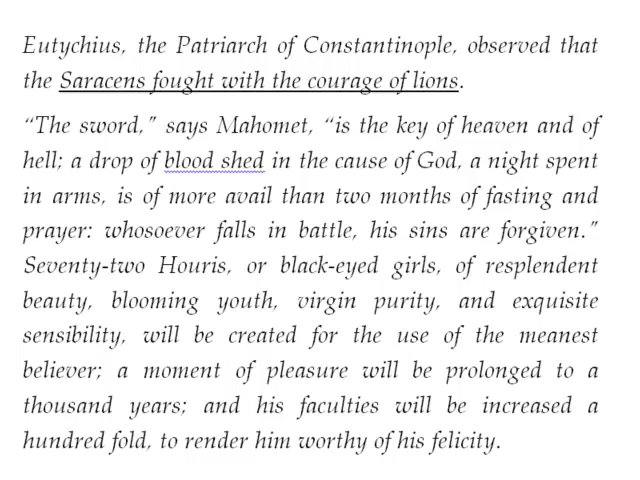 Eutychius, the Patriarch of Constantinople, observed that
the Saracens fought with the courage of lions.
“The sword,” says Mahomet, “is the key of heaven and of
hell; a drop of blood shed in the cause of God, a night spent
in arms, is of more avail than two months of fasting and
prayer: whosoever falls in battle, his sins are forgiven.”
Seventy-two Houris, or black-eyed girls, of resplendent
beauty, blooming youth, virgin purity, and exquisite
sensibility, will be created for the use of the meanest
believer; a moment of pleasure will be prolonged to a
thousand years; and his faculties will be increased a
hundred fold, to render him worthy of his felicity.